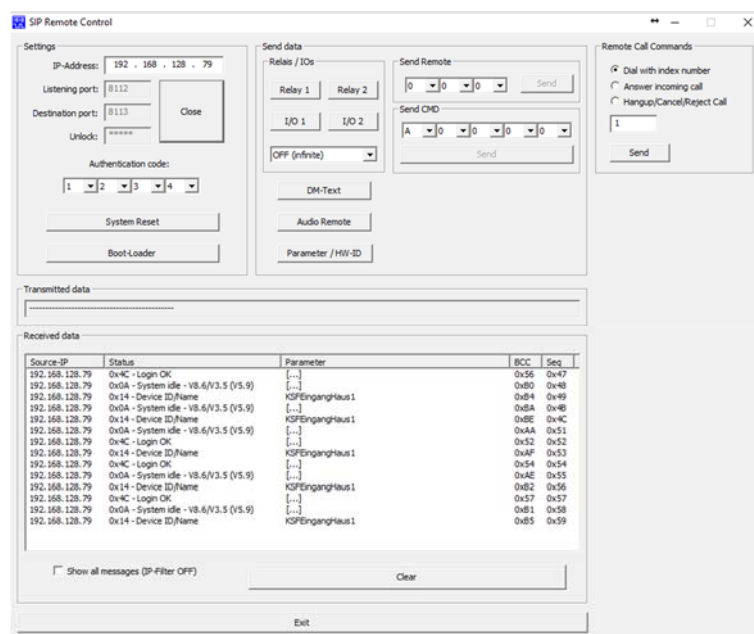 SIP Remote Control
Settings
IP-Address: 192 . 168 . 128 . 79
Listening port: 8112
Destination port: 8113
Close
Unlock: *****
Authentication code:
1 2 3 4
System Reset
Boot-Loader
Send data
Relais / IOs
Relay 1 Relay 2
I/O 1 I/O 2
OFF (infinite)
DM-Text
Audio Remote
Parameter / HW-ID
Send Remote
0 0 0 Send
Send CMD
A 0 0 0 0
Send
Remote Call Commands
Dial with index number
Answer incoming call
Hangup/Cancel/Reject Call
1
Send
Transmitted data
Received data
Source-IP Status Parameter BCC Seq
192.168.128.79 0x4C - Login OK [...] 0x56 0x47
192.168.128.79 0x0A - System idle - V8.6/V3.5 (V5.9) [...] 0xB0 0x48
192.168.128.79 0x14 - Device ID/Name KSFEingangHaus1 0xB4 0x49
192.168.128.79 0x0A - System idle - V8.6/V3.5 (V5.9) [...] 0xBA 0x4B
192.168.128.79 0x14 - Device ID/Name KSFEingangHaus1 0xBE 0x4C
192.168.128.79 0x0A - System idle - V8.6/V3.5 (V5.9) [...] 0xAA 0x51
192.168.128.79 0x4C - Login OK [...] 0x52 0x52
192.168.128.79 0x14 - Device ID/Name KSFEingangHaus1 0xAF 0x53
192.168.128.79 0x4C - Login OK [...] 0x54 0x54
192.168.128.79 0x0A - System idle - V8.6/V3.5 (V5.9) [...] 0xAE 0x55
192.168.128.79 0x14 - Device ID/Name KSFEingangHaus1 0xB2 0x56
192.168.128.79 0x4C - Login OK [...] 0x57 0x57
192.168.128.79 0x0A - System idle - V8.6/V3.5 (V5.9) [...] 0xB1 0x58
192.168.128.79 0x14 - Device ID/Name KSFEingangHaus1 0xB5 0x59
Show all messages (IP-Filter OFF)
Clear
Exit